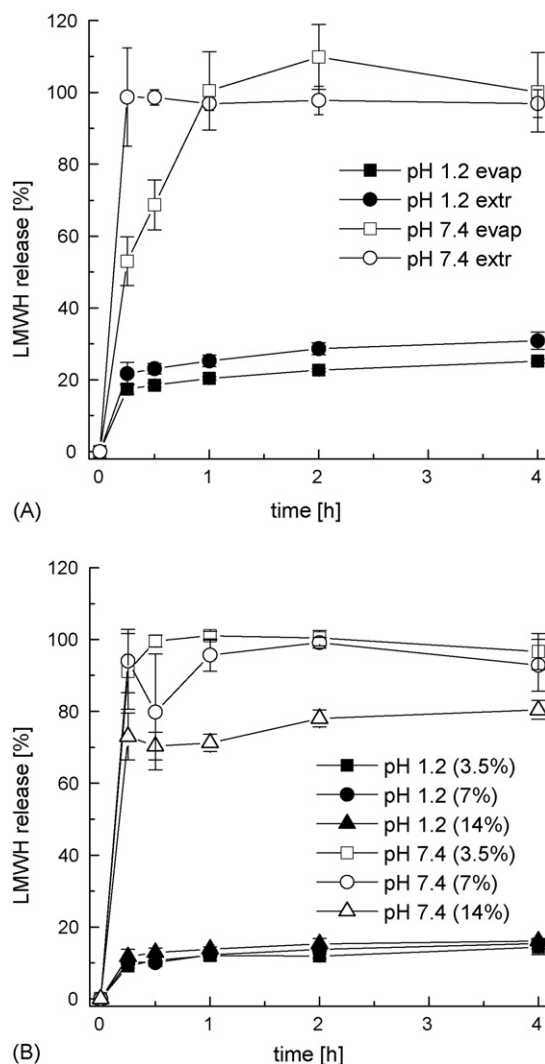 120
100
80
60
40
20
0
LMWH release [%]
pH 1.2 evap
pH 1.2 extr
pH 7.4 evap
pH 7.4 extr
0 1 2 3 4
(A) time [h]
120
100
80
60
40
20
0
LMWH release [%]
pH 1.2 (3.5%)
pH 1.2 (7%)
pH 1.2 (14%)
pH 7.4 (3.5%)
pH 7.4 (7%)
pH 7.4 (14%)
0 1 2 3 4
(B) time [h]